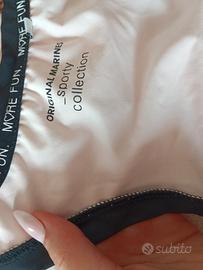 MORE FUN. MORE FUN.
ORIGINAL MARINES
_sporty
collection
subito